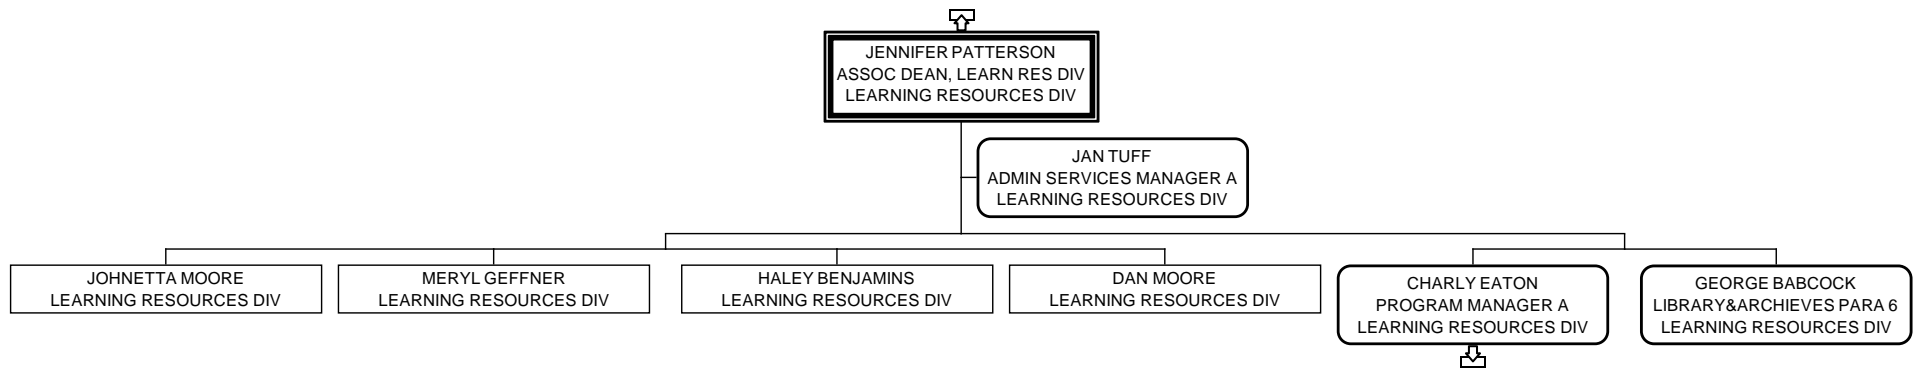 JENNIFER PATTERSON
ASSOC DEAN, LEARN RES DIV
LEARNING RESOURCES DIV
JAN TUFF
ADMIN SERVICES MANAGER A
LEARNING RESOURCES DIV
JOHNETTA MOORE
LEARNING RESOURCES DIV
MERYL GEFFNER
LEARNING RESOURCES DIV
HALEY BENJAMINS
LEARNING RESOURCES DIV
DAN MOORE
LEARNING RESOURCES DIV
CHARLY EATON
PROGRAM MANAGER A
LEARNING RESOURCES DIV
GEORGE BABCOCK
LIBRARY&ARCHIEVES PARA 6
LEARNING RESOURCES DIV